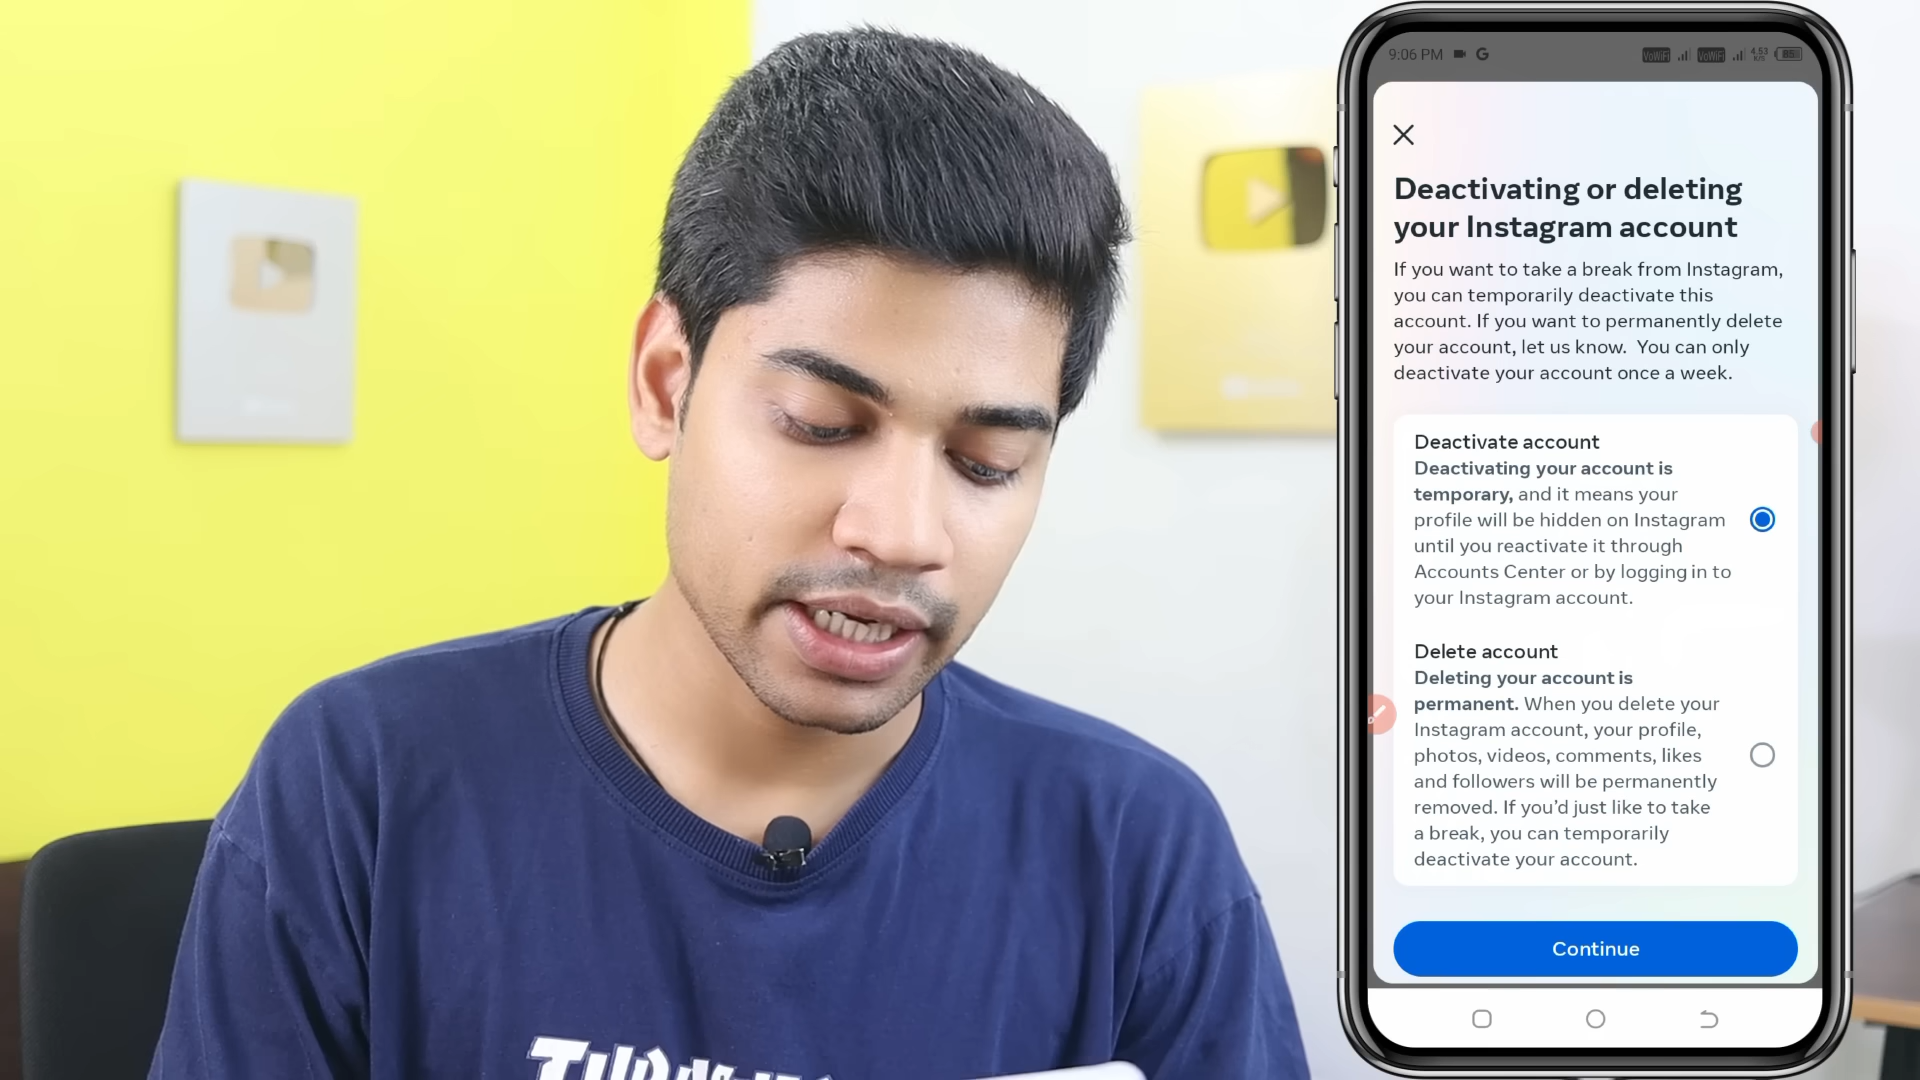 9:06 PM
VoWiFi VoWiFi 4.53 K/S
Deactivating or deleting
your Instagram account
If you want to take a break from Instagram,
you can temporarily deactivate this
account. If you want to permanently delete
your account, let us know. You can only
deactivate your account once a week.
Deactivate account
Deactivating your account is
temporary, and it means your
profile will be hidden on Instagram
until you reactivate it through
Accounts Center or by logging in to
your Instagram account.
Delete account
Deleting your account is
permanent. When you delete your
Instagram account, your profile,
photos, videos, comments, likes
and followers will be permanently
removed. If you’d just like to take
a break, you can temporarily
deactivate your account.
Continue